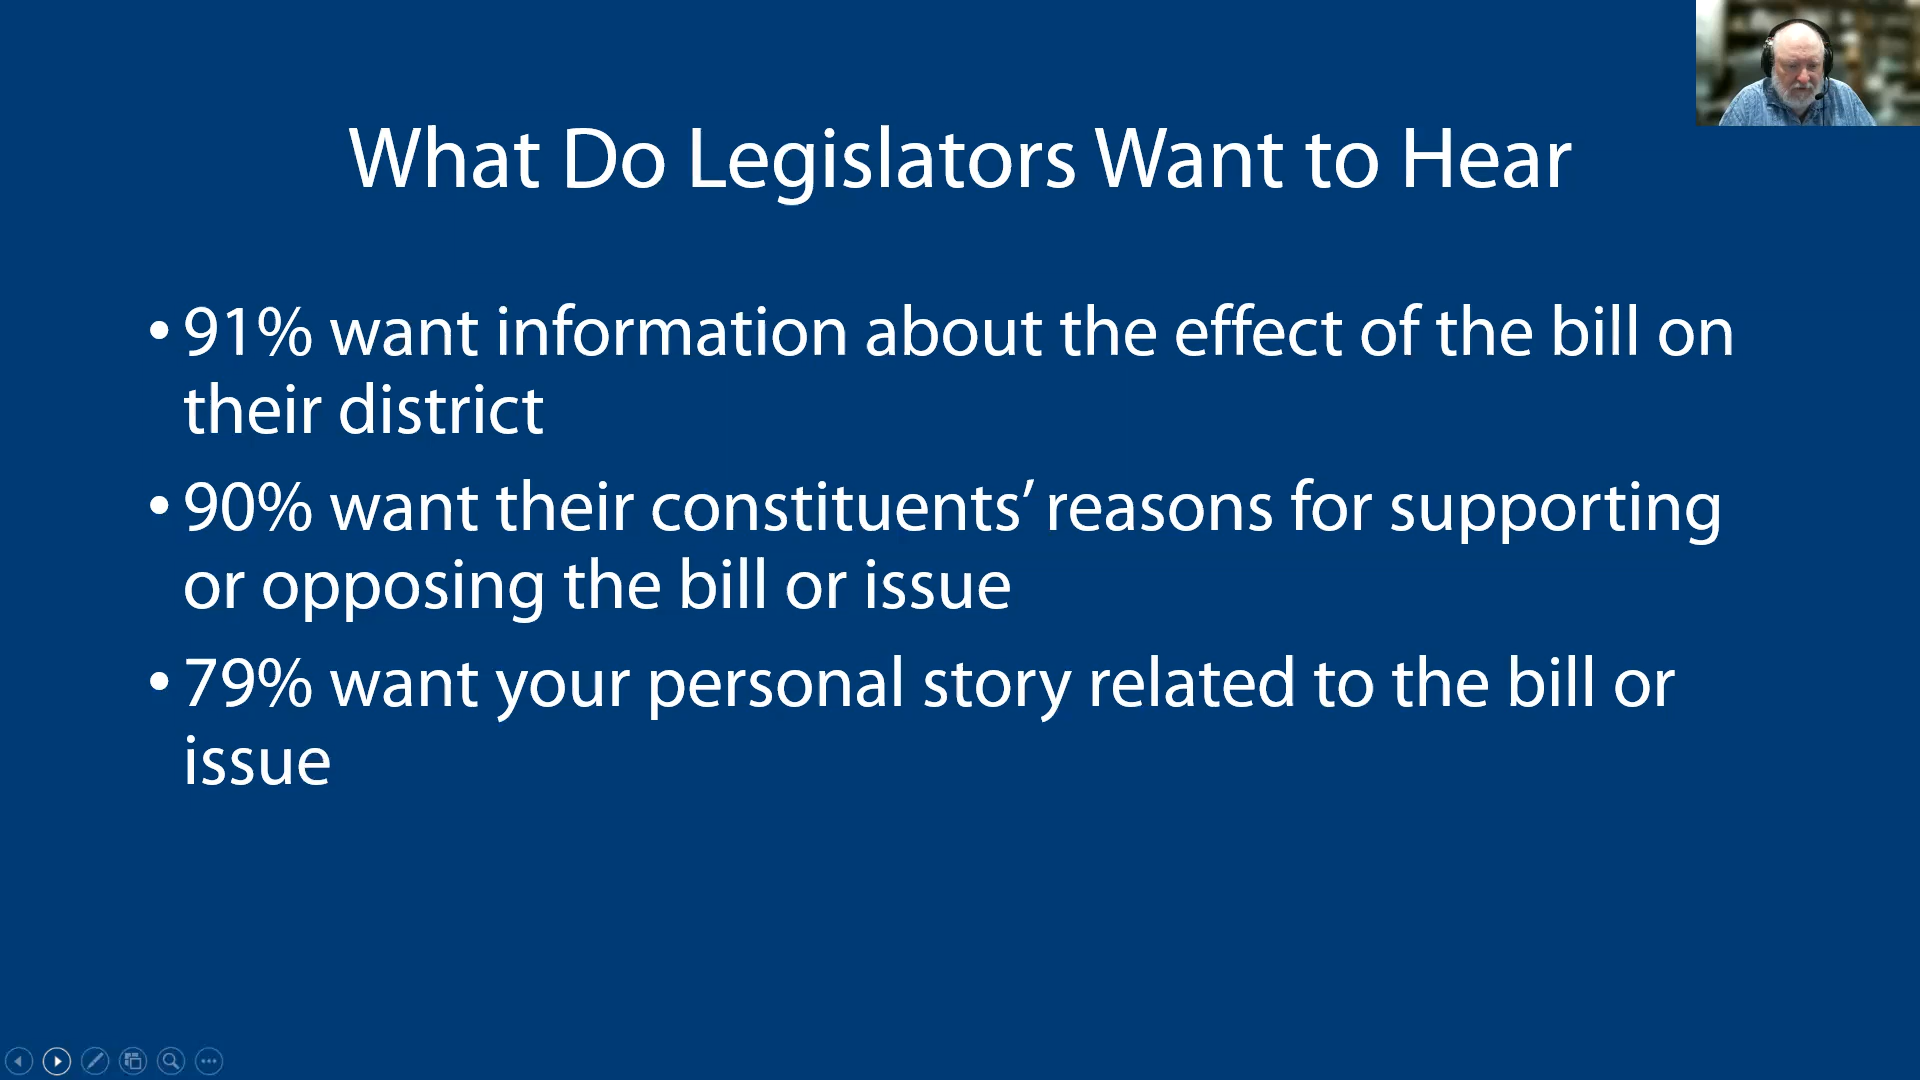 What Do Legislators Want to Hear
• 91% want information about the effect of the bill on
their district
• 90% want their constituents’ reasons for supporting
or opposing the bill or issue
• 79% want your personal story related to the bill or
issue